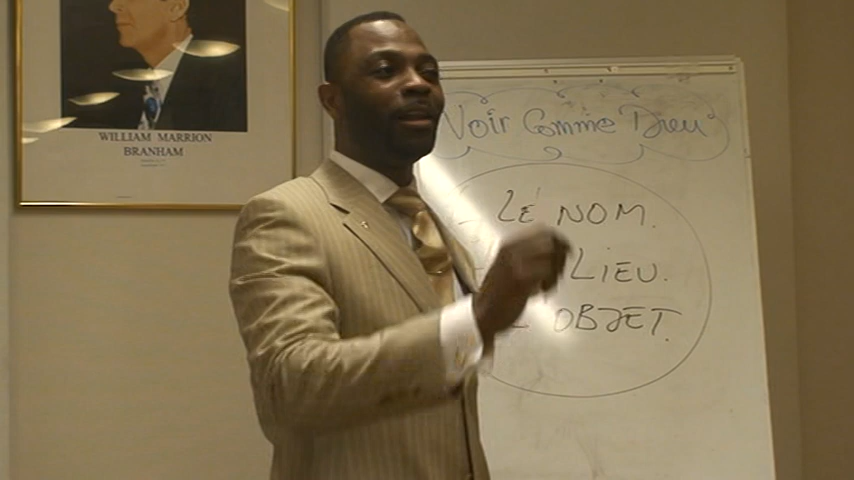 WILLIAM MARRION
BRANHAM
Voir Comme Dieu
LE NOM.
LIEU.
OBJET.